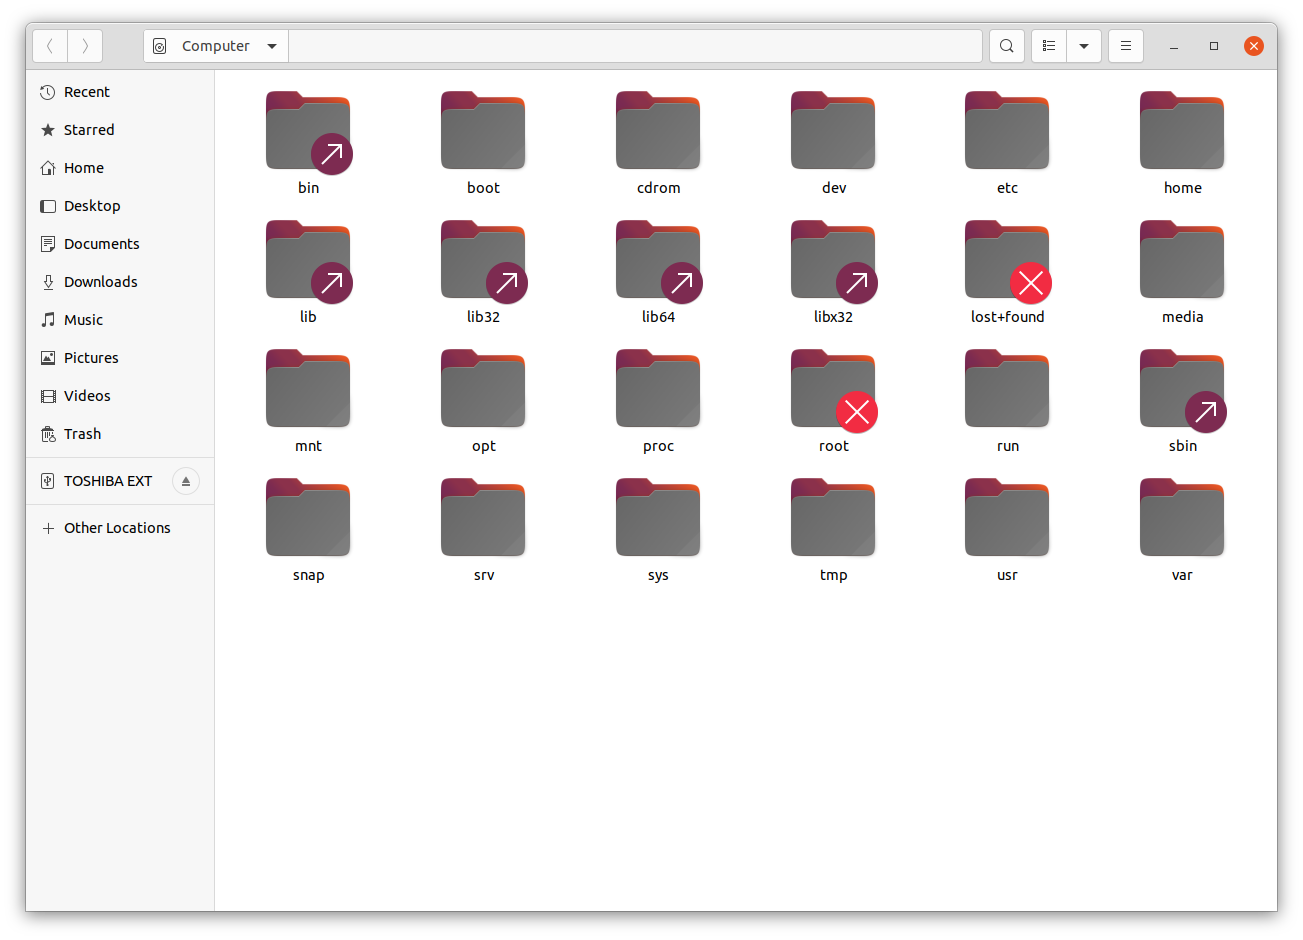 Computer
Recent
Starred
Home
Desktop
Documents
Downloads
Music
Pictures
Videos
Trash
TOSHIBA EXT
Other Locations
bin boot cdrom dev etc home
lib lib32 lib64 libx32 lost+found media
mnt opt proc root run sbin
snap srv sys tmp usr var